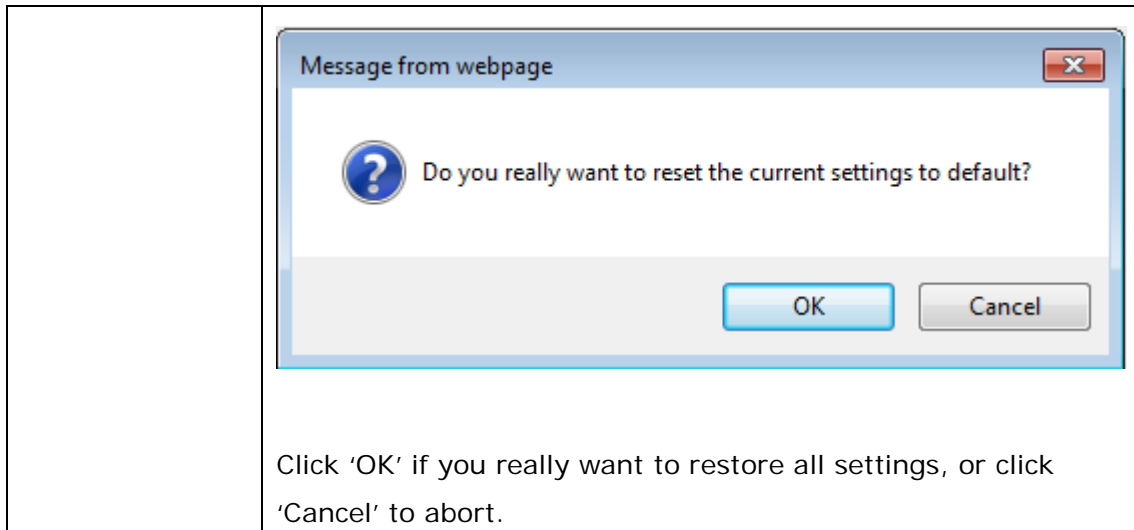 Message from webpage
Do you really want to reset the current settings to default?
OK Cancel
Click ‘OK’ if you really want to restore all settings, or click
‘Cancel’ to abort.